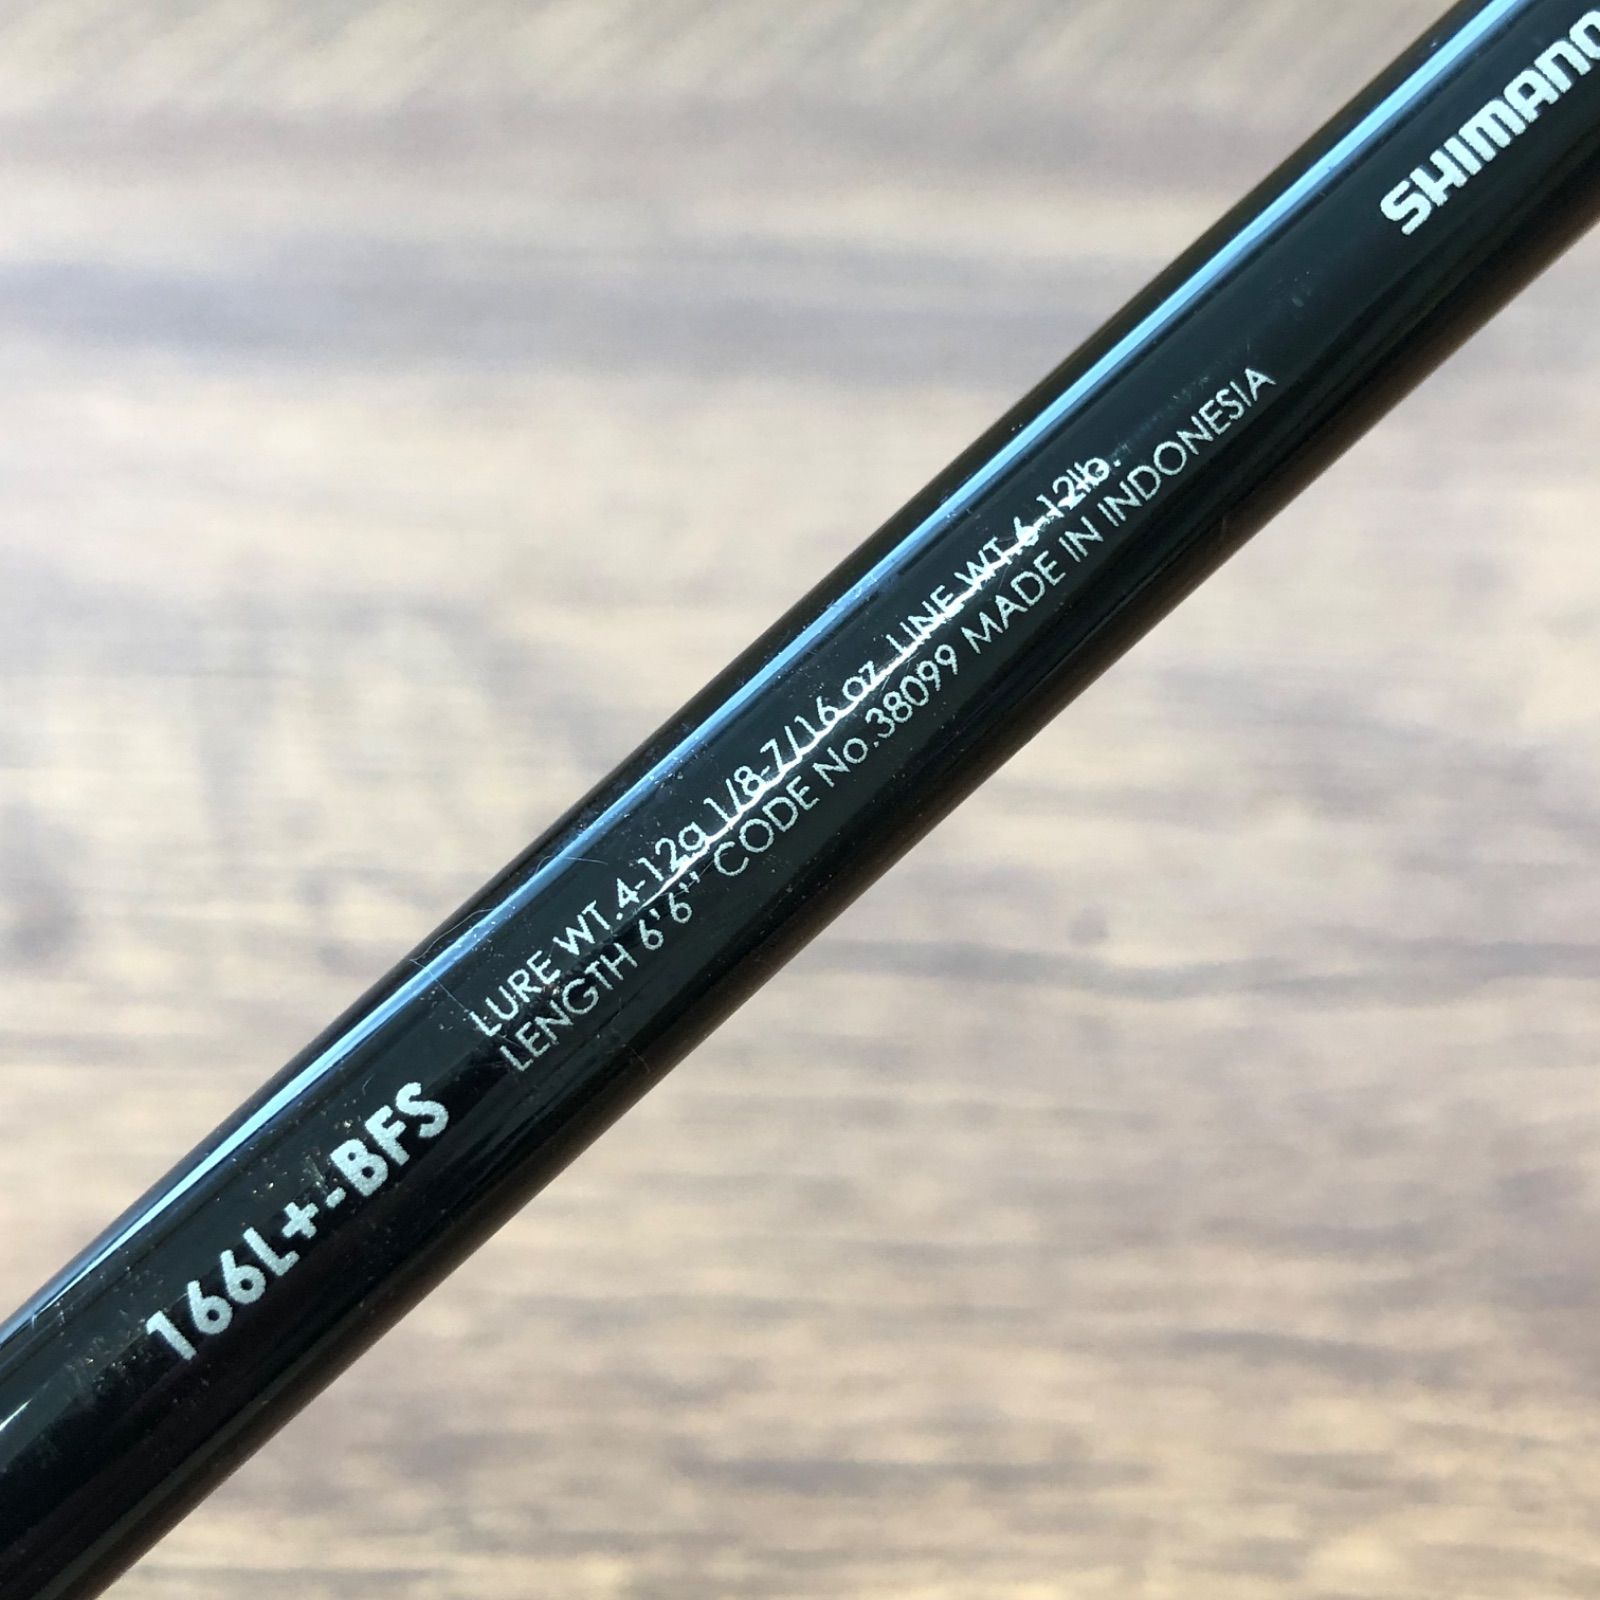 166L+-BFS
LURE WT.4-12g 1/8-7/16 oz. LINE WT.6-12lb.
LENGTH 6'6" CODE No.38099 MADE IN INDONESIA
SHIMANO